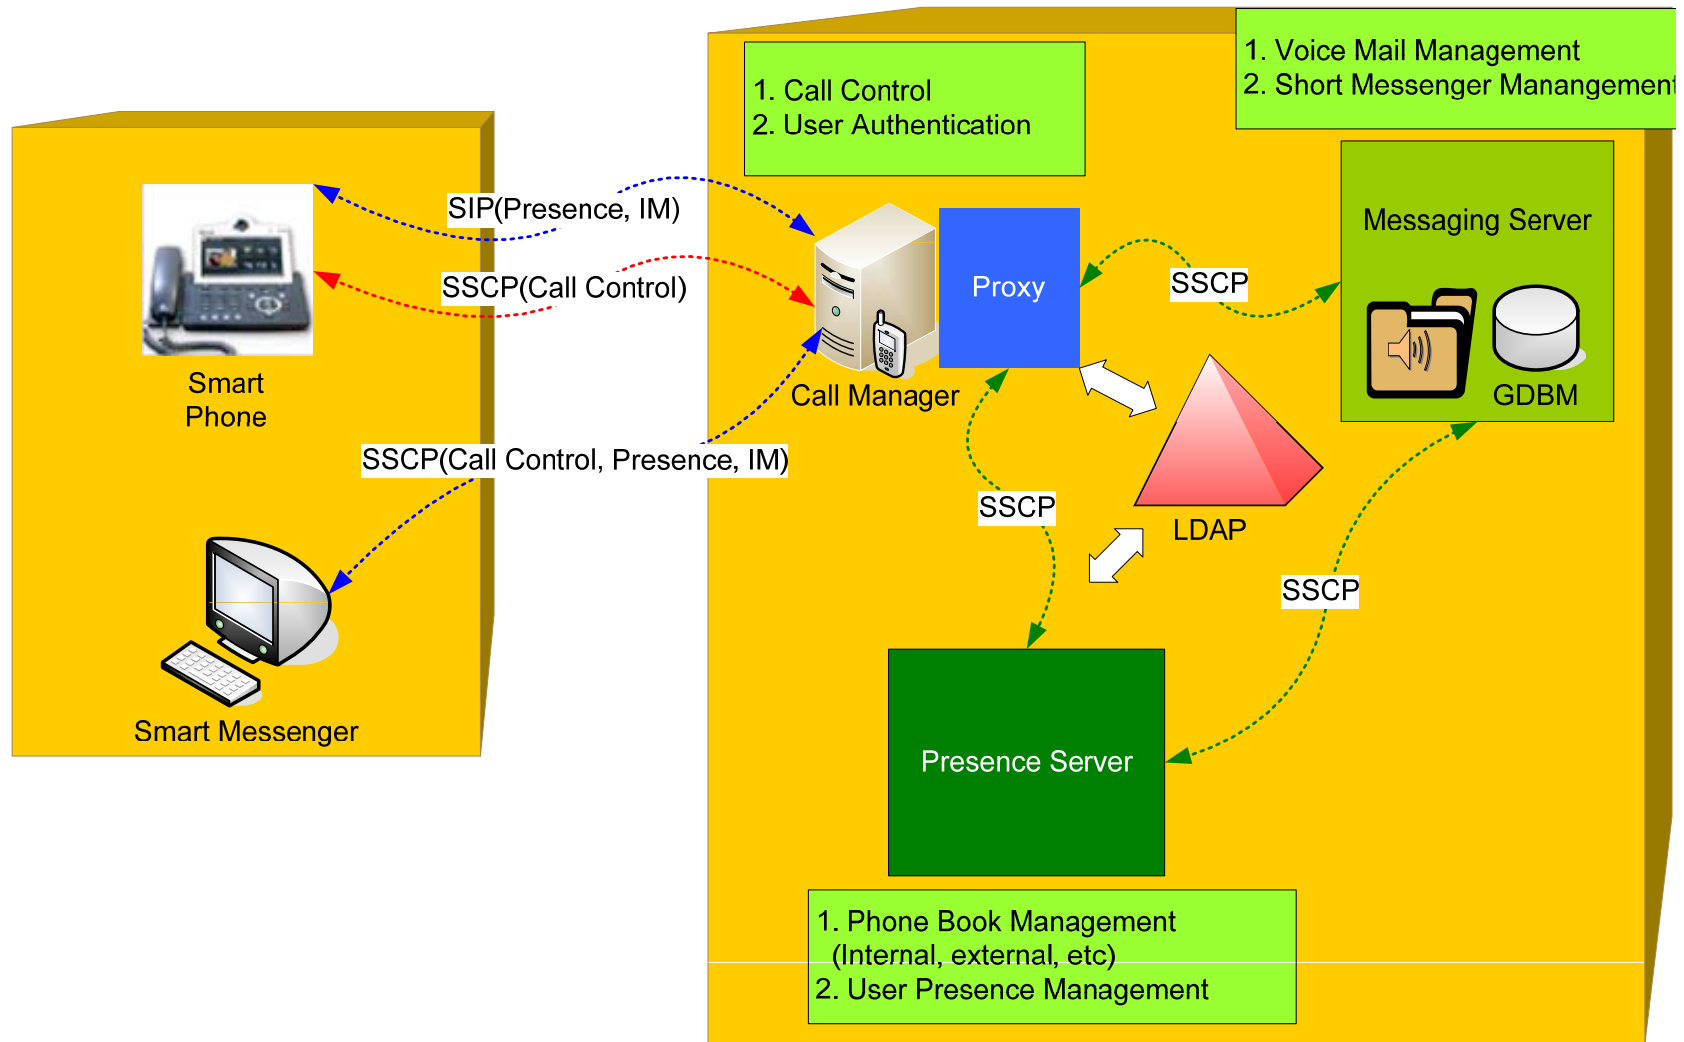 1. Voice Mail Management
2. Short Messenger Manangement
1. Call Control
2. User Authentication
SIP(Presence, IM)
Messaging Server
SSCP(Call Control)
Proxy
SSCP
Smart
Phone
Call Manager
GDBM
SSCP(Call Control, Presence, IM)
SSCP
LDAP
SSCP
Smart Messenger
Presence Server
1. Phone Book Management
(Internal, external, etc)
2. User Presence Management